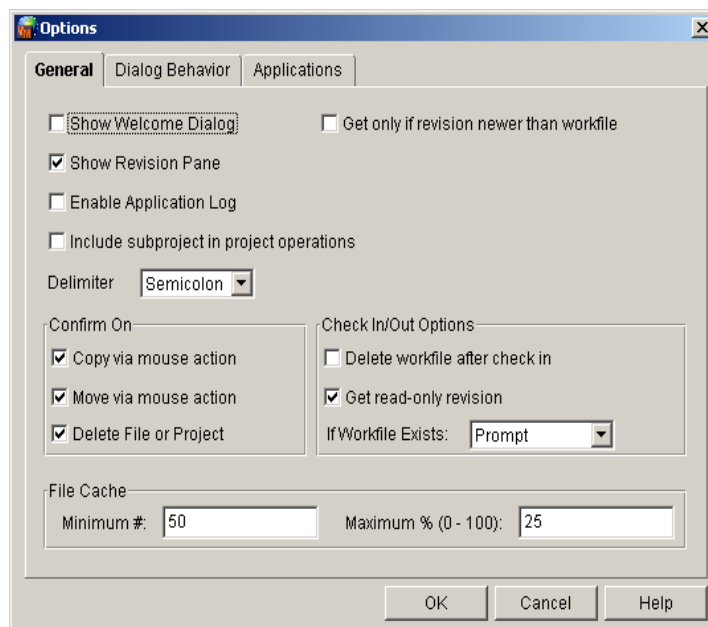 Options
General Dialog Behavior Applications
Show Welcome Dialog Get only if revision newer than workfile
Show Revision Pane
Enable Application Log
Include subproject in project operations
Delimiter Semicolon
Confirm On Check In/Out Options
Copy via mouse action Delete workfile after check in
Move via mouse action Get read-only revision
Delete File or Project If Workfile Exists: Prompt
File Cache
Minimum #: 50 Maximum % (0 - 100): 25
OK Cancel Help